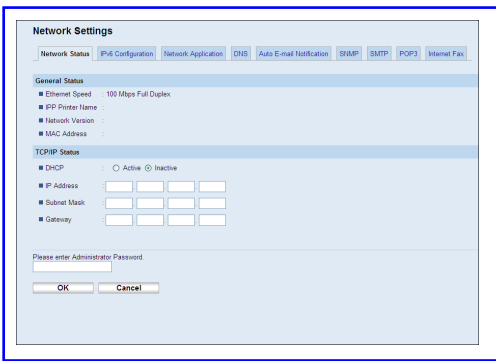 Network Settings
Network Status IPv6 Configuration Network Application DNS Auto E-mail Notification SNMP SMTP POP3 Internet Fax
General Status
Ethernet Speed : 100 Mbps Full Duplex
IPP Printer Name :
Network Version :
MAC Address :
TCP/IP Status
DHCP : Active Inactive
IP Address : . . .
Subnet Mask : . . .
Gateway : . . .
Please enter Administrator Password.
OK Cancel